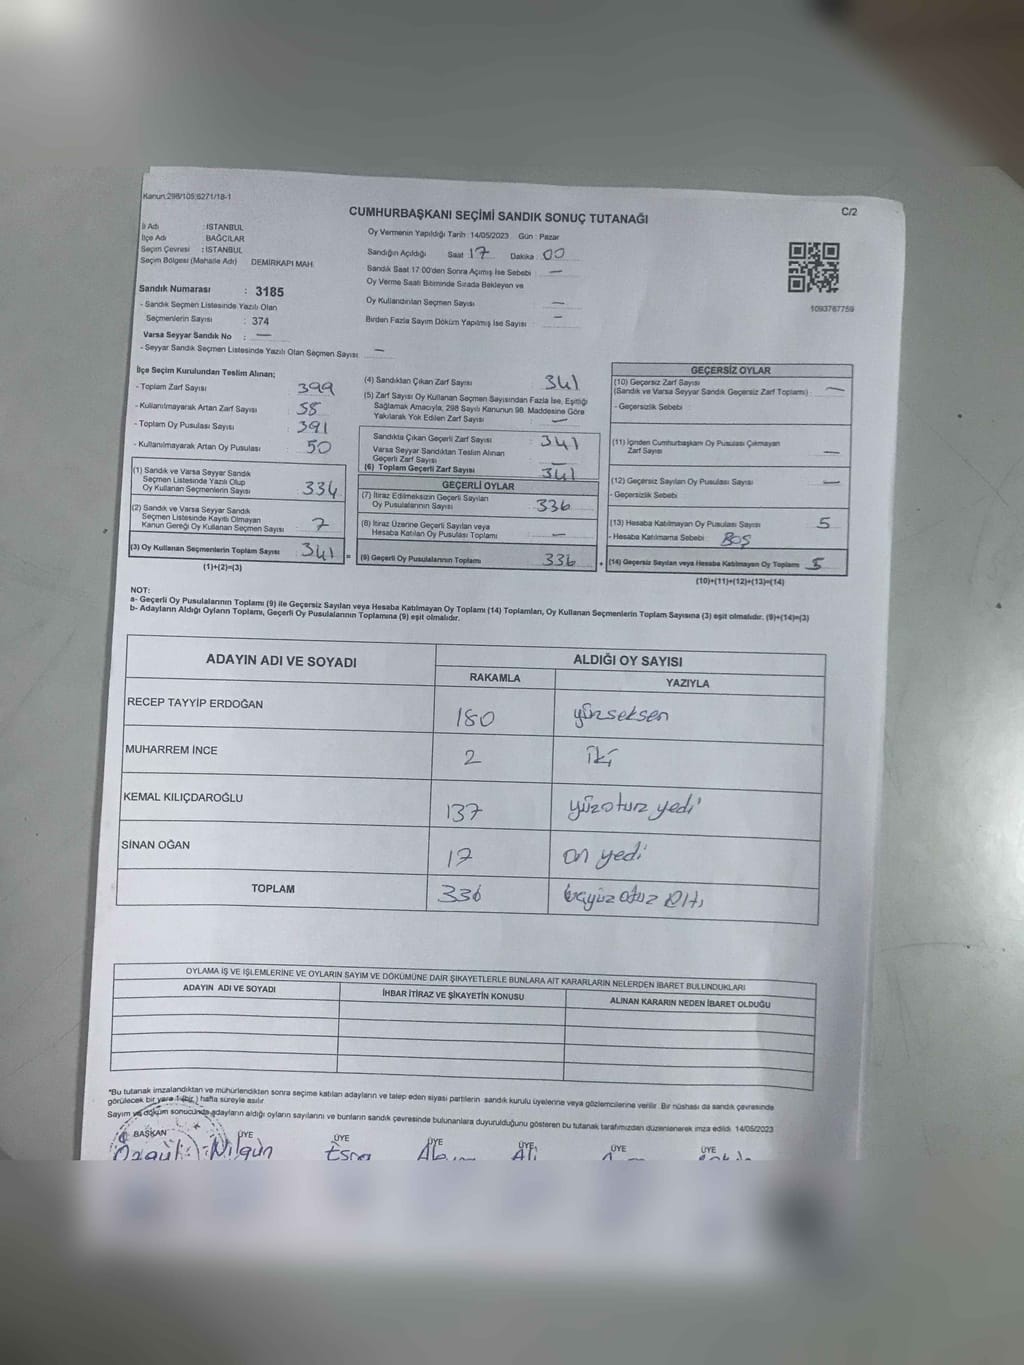 Kanun:298/105;6271/18-1
C/2
CUMHURBAŞKANI SEÇİMİ SANDIK SONUÇ TUTANAĞI
İl Adı : İSTANBUL
İlçe Adı BAĞCILAR
Seçim Çevresi : İSTANBUL
Seçim Bölgesi (Mahalle Adı) DEMİRKAPI MAH.
Sandık Numarası : 3185
- Sandık Seçmen Listesinde Yazılı Olan
Seçmenlerin Sayısı : 374
Varsa Seyyar Sandık No : —
- Seyyar Sandık Seçmen Listesinde Yazılı Olan Seçmen Sayısı —
Oy Vermenin Yapıldığı Tarih :14/05/2023 Gün : Pazar
Sandığın Açıldığı Saat 17 Dakika 00
Sandık Saat 17:00'den Sonra Açımış İse Sebebi : —
Oy Verme Saati Bitiminde Sırada Bekleyen ve
Oy Kullandırılan Seçmen Sayısı : —
Birden Fazla Sayım Döküm Yapılmış İse Sayısı : —
1093767759
İlçe Seçim Kurulundan Teslim Alınan;
- Toplam Zarf Sayısı : 399
- Kullanılmayarak Artan Zarf Sayısı : 58
- Toplam Oy Pusulası Sayısı : 391
- Kullanılmayarak Artan Oy Pusulası : 50
(1) Sandık ve Varsa Seyyar Sandık
Seçmen Listesinde Yazılı Olup
Oy Kullanan Seçmenlerin Sayısı : 334
(2) Sandık ve Varsa Seyyar Sandık
Seçmen Listesinde Kayıtlı Olmayan
Kanun Gereği Oy Kullanan Seçmen Sayısı : 7
(3) Oy Kullanan Seçmenlerin Toplam Sayısı : 341 =
(1)+(2)=(3)
(4) Sandıktan Çıkan Zarf Sayısı : 341
(5) Zarf Sayısı Oy Kullanan Seçmen Sayısından Fazla İse, Eşitliği
Sağlamak Amacıyla, 298 Sayılı Kanunun 98. Maddesine Göre
Yakılarak Yok Edilen Zarf Sayısı : —
Sandıkta Çıkan Geçerli Zarf Sayısı : 341
Varsa Seyyar Sandıktan Teslim Alınan
Geçerli Zarf Sayısı : —
(6) Toplam Geçerli Zarf Sayısı : 341
GEÇERLİ OYLAR
(7) İtiraz Edilmeksizin Geçerli Sayılan
Oy Pusulasının Sayısı : 336
(8) İtiraz Üzerine Geçerli Sayılan veya
Hesaba Katılan Oy Pusulası Toplamı : —
(9) Geçerli Oy Pusulalarının Toplamı : 336 +
GEÇERSİZ OYLAR
(10) Geçersiz Zarf Sayısı
(Sandık ve Varsa Seyyar Sandık Geçersiz Zarf Toplamı) : —
- Geçersizlik Sebebi :
(11) İçinden Cumhurbaşkanı Oy Pusulası Çıkmayan
Zarf Sayısı : —
(12) Geçersiz Sayılan Oy Pusulası Sayısı : —
- Geçersizlik Sebebi :
(13) Hesaba Katılmayan Oy Pusulası Sayısı : 5
- Hesaba Katılmama Sebebi : BOŞ
(14) Geçersiz Sayılan veya Hesaba Katılmayan Oy Toplamı : 5
(10)+(11)+(12)+(13)=(14)
NOT:
a- Geçerli Oy Pusulalarının Toplamı (9) ile Geçersiz Sayılan veya Hesaba Katılmayan Oy Toplamı (14) Toplamları, Oy Kullanan Seçmenlerin Toplam Sayısına (3) eşit olmalıdır. (9)+(14)=(3)
b- Adayların Aldığı Oyların Toplamı, Geçerli Oy Pusulalarının Toplamına (9) eşit olmalıdır.
ADAYIN ADI VE SOYADI
ALDIĞI OY SAYISI
RAKAMLA YAZIYLA
RECEP TAYYİP ERDOĞAN 180 yüzseksen
MUHARREM İNCE 2 iki
KEMAL KILIÇDAROĞLU 137 yüzotuz yedi
SİNAN OĞAN 17 on yedi
TOPLAM 336 üçyüz otuz altı
OYLAMA İŞ VE İŞLEMLERİNE VE OYLARIN SAYIM VE DÖKÜMÜNE DAİR ŞİKAYETLERLE BUNLARA AİT KARARLARIN NELERDEN İBARET BULUNDUKLARI
ADAYIN ADI VE SOYADI İHBAR İTİRAZ VE ŞİKAYETİN KONUSU ALINAN KARARIN NEDEN İBARET OLDUĞU
*Bu tutanak imzalandıktan ve mühürlendikten sonra seçime katılan adayların ve talep eden siyasi partilerin sandık kurulu üyelerine veya gözlemcilerine verilir. Bir nüshası da sandık çevresinde
görülecek bir yere 1 (bir ) hafta süreyle asılır.
Sayım ve döküm sonucunda adayların aldığı oyların sayılarını ve bunların sandık çevresinde bulunanlara duyurulduğunu gösteren bu tutanak tarafımızdan düzenlenerek imza edildi. 14/05/2023
BAŞKAN ÜYE ÜYE ÜYE ÜYE ÜYE ÜYE
Nilgün Esra